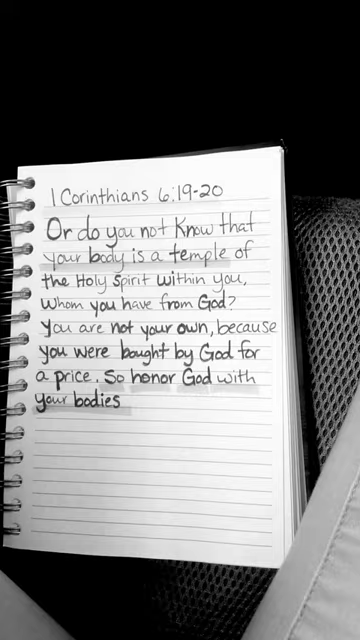 1 Corinthians 6:19-20
Or do you not know that
your body is a temple of
the Holy Spirit within you,
whom you have from God?
You are not your own, because
you were bought by God for
a price. So honor God with
your bodies